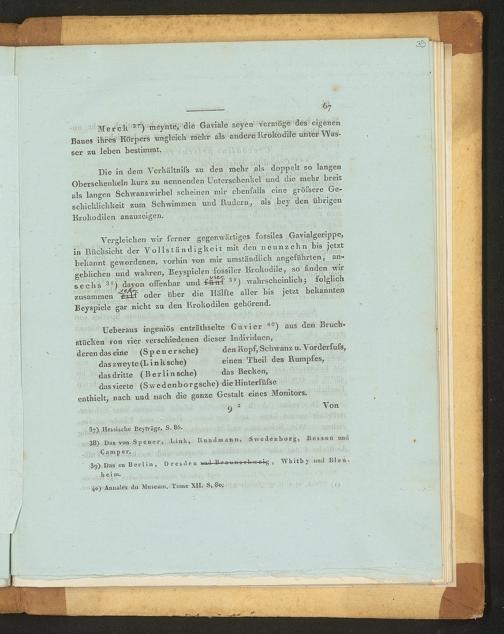 39
67
Merck ³⁷) meynte, die Gaviale seyen vermöge des eigenen
Baues ihres Körpers ungleich mehr als andere Krokodile unter Was-
ser zu leben bestimmt.
Die in dem Verhältniſs zu den mehr als doppelt so langen
Oberschenkeln kurz zu nennenden Unterschenkel und die mehr breit
als langen Schwanzwirbel scheinen mir ebenfalls eine gröſsere Ge-
schicklichkeit zum Schwimmen und Rudern, als bey den übrigen
Krokodilen anzuzeigen.
Vergleichen wir ferner gegenwärtiges fossiles Gavialgerippe,
in Rücksicht der Vollständigkeit mit den neunzehn bis jetzt
bekannt gewordenen, vorhin von mir umständlich angeführten, an-
geblichen und wahren, Beyspielen fossiler Krokodile, so finden wir
vier
sechs ³⁸) davon offenbar und fünf ³⁹) wahrscheinlich; folglich
zehn
zusammen eilf oder über die Hälfte aller bis jetzt bekannten
Beyspiele gar nicht zu den Krokodilen gehörend.
Ueberaus ingeniös enträthselte Cuvier ⁴⁰) aus den Bruch-
stücken von vier verschiedenen dieser Individuen,
deren das eine (Spenersche) den Kopf, Schwanz u. Vorderfuſs,
das zweyte (Linksche) einen Theil des Rumpfes,
das dritte (Berlinsche) das Becken,
das vierte (Swedenborgsche) die Hinterfüſse
enthielt, nach und nach die ganze Gestalt eines Monitors.
9 ² Von
37) Hessische Beyträge, S. 86.
38) Das von Spener, Link, Kundmann, Swedenborg, Besson und
Camper.
39) Das zu Berlin, Dresden und Braunschweig, Whitby und Blen-
heim.
40) Annales du Museum, Tome XII. S, 80.